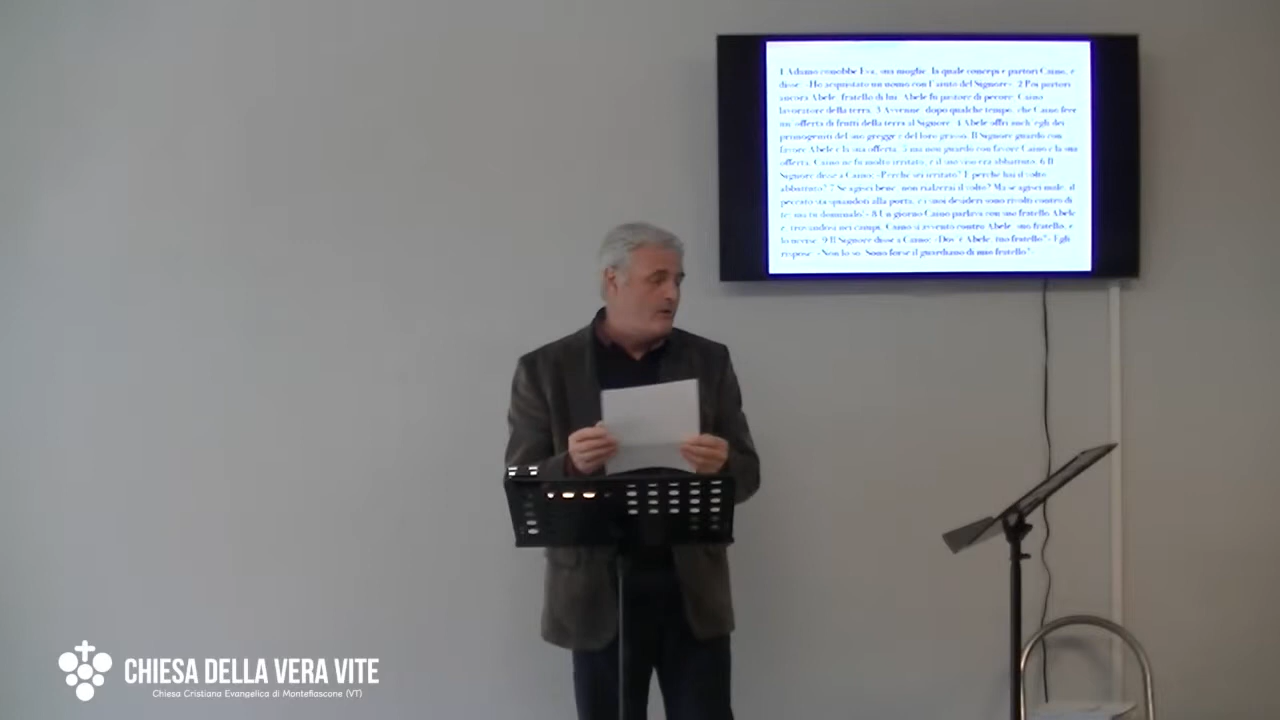 1 Adamo conobbe Eva, sua moglie, la quale concepì e partorì Caino, e
disse: «Ho acquistato un uomo con l'aiuto del Signore». 2 Poi partorì
ancora Abele, fratello di lui. Abele fu pastore di pecore; Caino
lavoratore della terra. 3 Avvenne, dopo qualche tempo, che Caino fece
un'offerta di frutti della terra al Signore. 4 Abele offrì anch'egli dei
primogeniti del suo gregge e del loro grasso. Il Signore guardò con
favore Abele e la sua offerta, 5 ma non guardò con favore Caino e la sua
offerta. Caino ne fu molto irritato, e il suo viso era abbattuto. 6 Il
Signore disse a Caino: «Perché sei irritato? E perché hai il volto
abbattuto? 7 Se agisci bene, non rialzerai il volto? Ma se agisci male, il
peccato sta spiandoti alla porta, e i suoi desideri sono rivolti contro di
te; ma tu dominalo!» 8 Un giorno Caino parlava con suo fratello Abele
e, trovandosi nei campi, Caino si avventò contro Abele, suo fratello, e
lo uccise. 9 Il Signore disse a Caino: «Dov'è Abele, tuo fratello?» Egli
rispose: «Non lo so. Sono forse il guardiano di mio fratello?»
CHIESA DELLA VERA VITE
Chiesa Cristiana Evangelica di Montefiascone (VT)